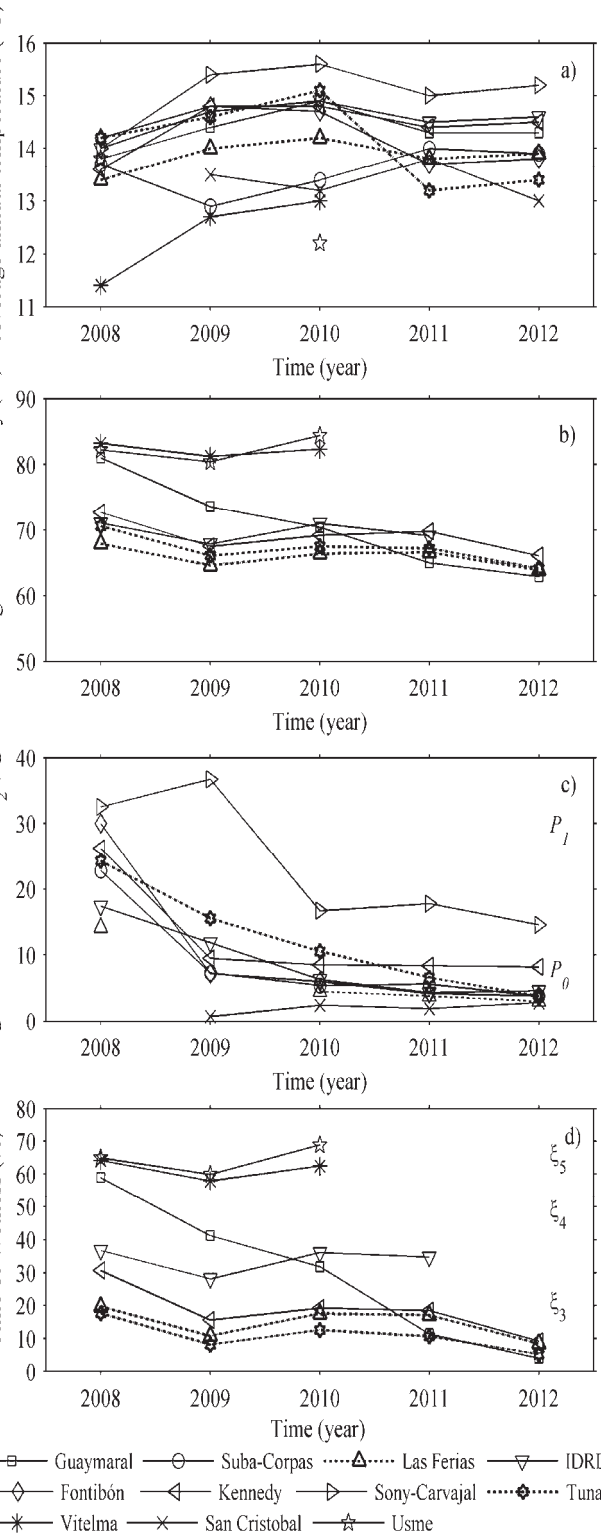 16
15
14
13
12
11
a)
2008 2009 2010 2011 2012
Time (year)
90
80
70
60
50
b)
2008 2009 2010 2011 2012
Time (year)
40
30
20
10
0
c)
P1
P0
2008 2009 2010 2011 2012
Time (year)
80
70
60
50
40
30
20
10
0
d)
ξ5
ξ4
ξ3
2008 2009 2010 2011 2012
Time (year)
Guaymaral Suba-Corpas Las Ferias IDRD
Fontibón Kennedy Sony-Carvajal Tuna
Vitelma San Cristobal Usme